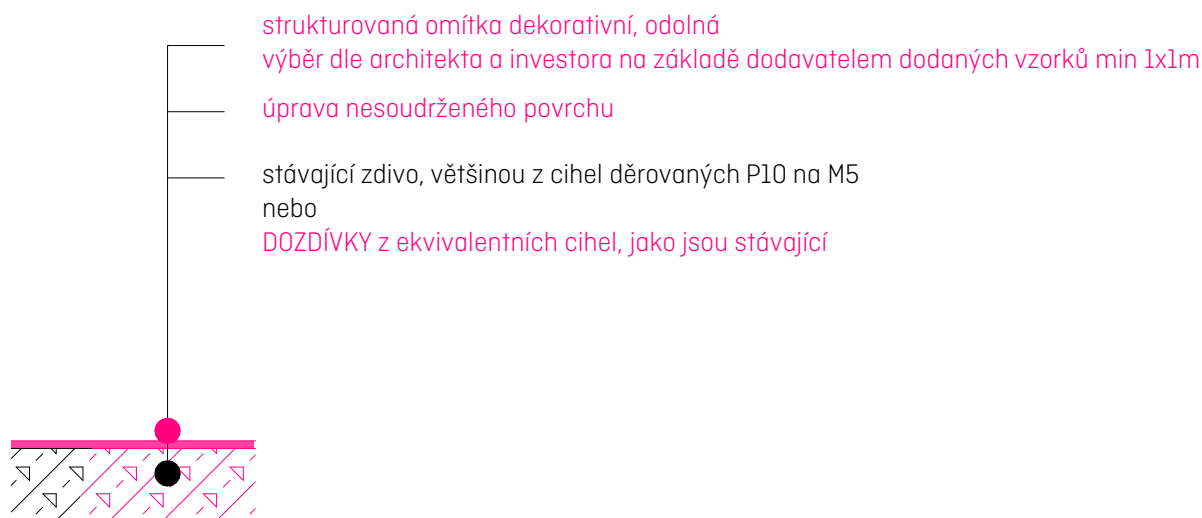 strukturovaná omítka dekorativní, odolná
výběr dle architekta a investora na základě dodavatelem dodaných vzorků min 1x1m
úprava nesoudrženého povrchu
stávající zdivo, většinou z cihel děrovaných P10 na M5
nebo
DOZDÍVKY z ekvivalentních cihel, jako jsou stávající